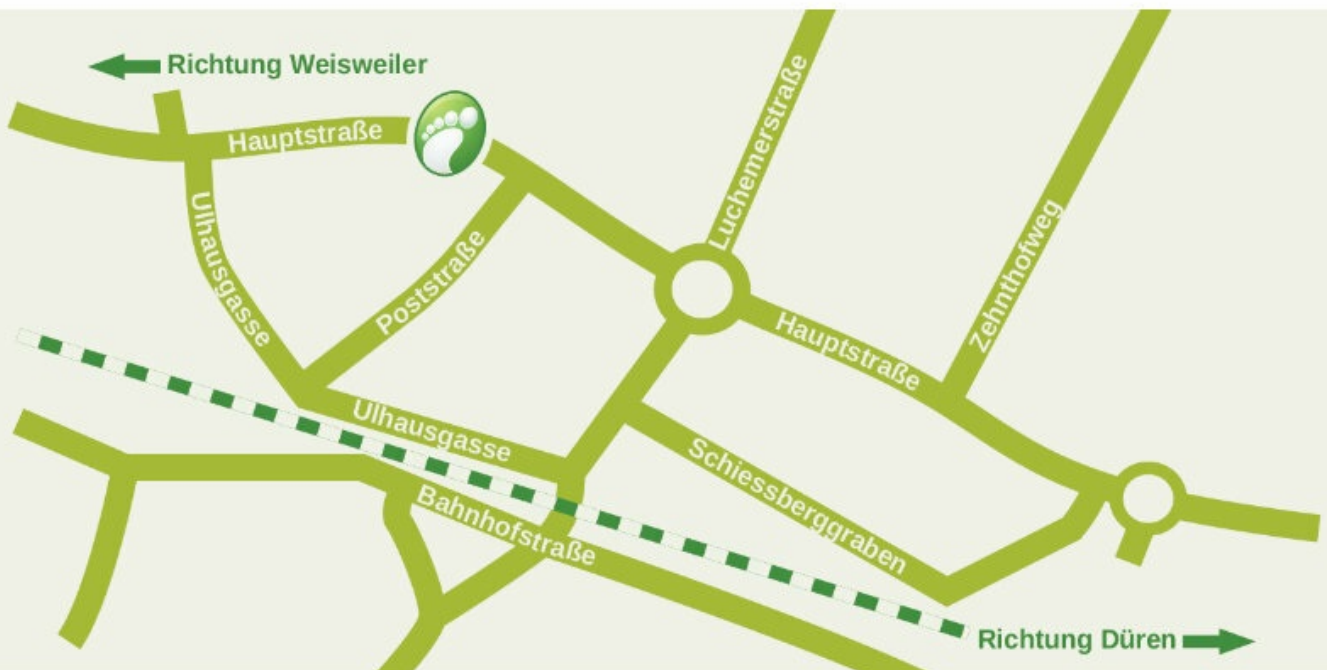 Richtung Weisweiler
Hauptstraße
Luchemerstraße
Ulhausgasse
Poststraße
Zehnthofweg
Hauptstraße
Ulhausgasse
Schiessberggraben
Bahnhofstraße
Richtung Düren